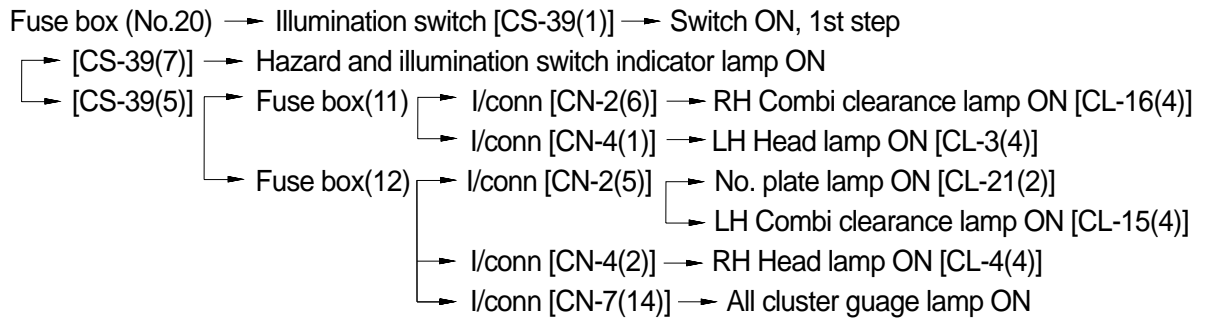 Fuse box (No.20) → Illumination switch [CS-39(1)] → Switch ON, 1st step
[CS-39(7)] → Hazard and illumination switch indicator lamp ON
[CS-39(5)] → Fuse box(11) → I/conn [CN-2(6)] → RH Combi clearance lamp ON [CL-16(4)]
I/conn [CN-4(1)] → LH Head lamp ON [CL-3(4)]
Fuse box(12) → I/conn [CN-2(5)] → No. plate lamp ON [CL-21(2)]
LH Combi clearance lamp ON [CL-15(4)]
I/conn [CN-4(2)] → RH Head lamp ON [CL-4(4)]
I/conn [CN-7(14)] → All cluster guage lamp ON